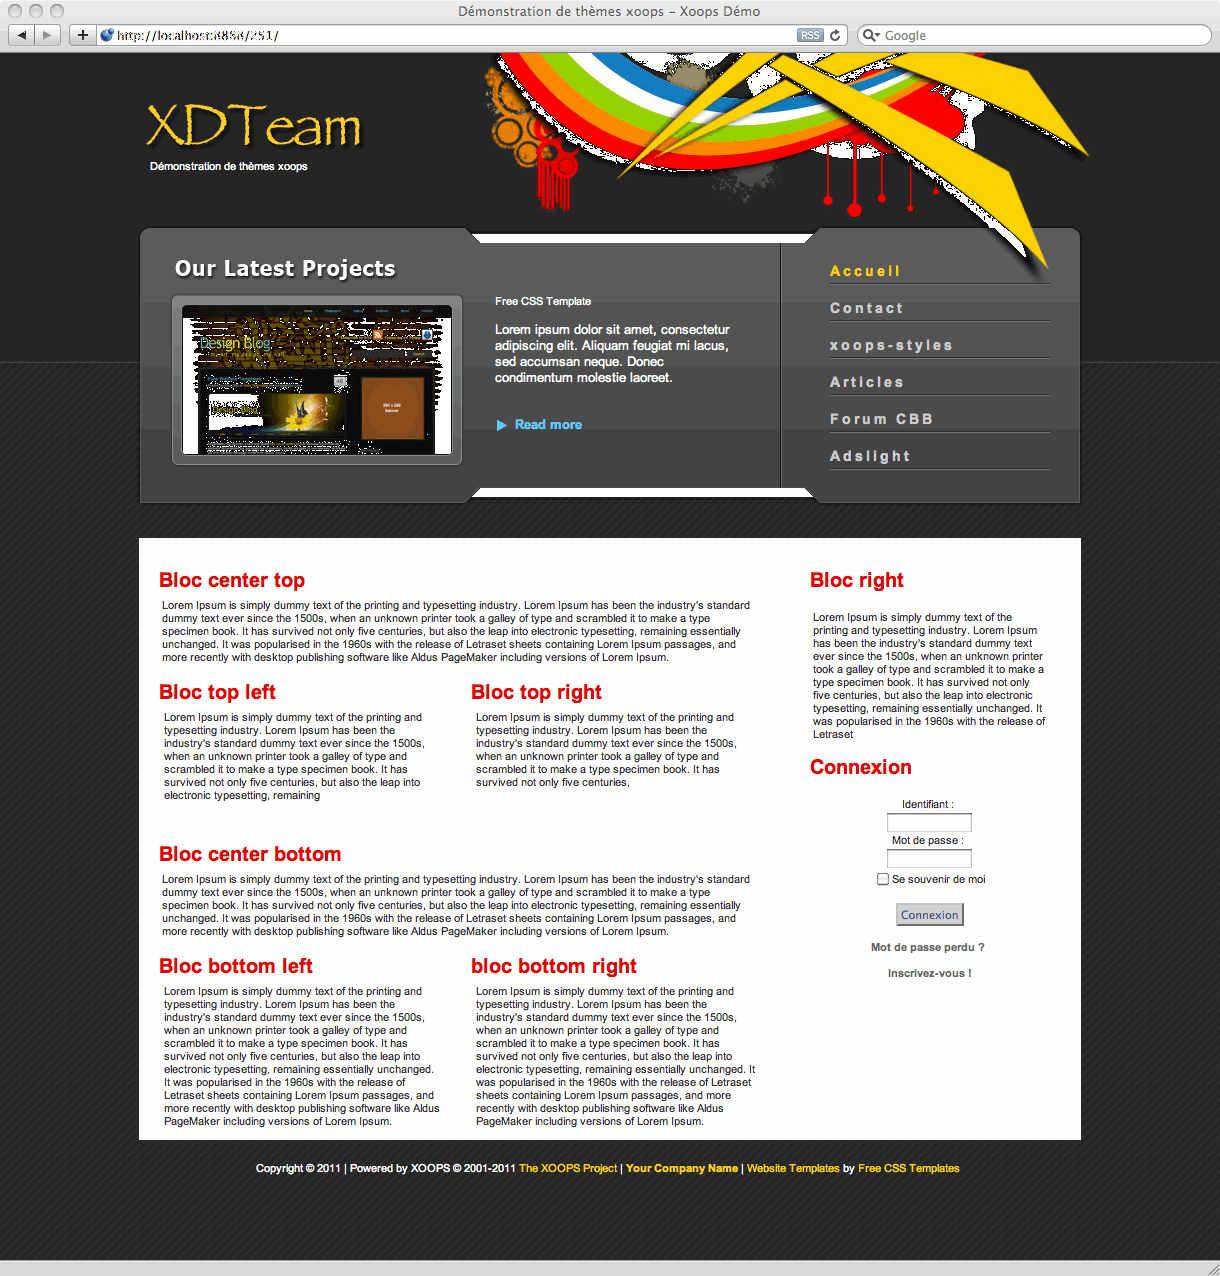 Démonstration de thèmes xoops – Xoops Démo
http://localhost:8888/251/
RSS
Google
XDTeam
Démonstration de thèmes xoops
Our Latest Projects
Design Blog
Free CSS Template
Lorem ipsum dolor sit amet, consectetur
adipiscing elit. Aliquam feugiat mi lacus,
sed accumsan neque. Donec
condimentum molestie laoreet.
Read more
Accueil
Contact
xoops-styles
Articles
Forum CBB
Adslight
Bloc center top
Lorem Ipsum is simply dummy text of the printing and typesetting industry. Lorem Ipsum has been the industry's standard
dummy text ever since the 1500s, when an unknown printer took a galley of type and scrambled it to make a type
specimen book. It has survived not only five centuries, but also the leap into electronic typesetting, remaining essentially
unchanged. It was popularised in the 1960s with the release of Letraset sheets containing Lorem Ipsum passages, and
more recently with desktop publishing software like Aldus PageMaker including versions of Lorem Ipsum.
Bloc top left
Lorem Ipsum is simply dummy text of the printing and
typesetting industry. Lorem Ipsum has been the
industry's standard dummy text ever since the 1500s,
when an unknown printer took a galley of type and
scrambled it to make a type specimen book. It has
survived not only five centuries, but also the leap into
electronic typesetting, remaining
Bloc top right
Lorem Ipsum is simply dummy text of the printing and
typesetting industry. Lorem Ipsum has been the
industry's standard dummy text ever since the 1500s,
when an unknown printer took a galley of type and
scrambled it to make a type specimen book. It has
survived not only five centuries,
Bloc center bottom
Lorem Ipsum is simply dummy text of the printing and typesetting industry. Lorem Ipsum has been the industry's standard
dummy text ever since the 1500s, when an unknown printer took a galley of type and scrambled it to make a type
specimen book. It has survived not only five centuries, but also the leap into electronic typesetting, remaining essentially
unchanged. It was popularised in the 1960s with the release of Letraset sheets containing Lorem Ipsum passages, and
more recently with desktop publishing software like Aldus PageMaker including versions of Lorem Ipsum.
Bloc bottom left
Lorem Ipsum is simply dummy text of the printing and
typesetting industry. Lorem Ipsum has been the
industry's standard dummy text ever since the 1500s,
when an unknown printer took a galley of type and
scrambled it to make a type specimen book. It has
survived not only five centuries, but also the leap into
electronic typesetting, remaining essentially unchanged.
It was popularised in the 1960s with the release of
Letraset sheets containing Lorem Ipsum passages, and
more recently with desktop publishing software like Aldus
PageMaker including versions of Lorem Ipsum.
bloc bottom right
Lorem Ipsum is simply dummy text of the printing and
typesetting industry. Lorem Ipsum has been the
industry's standard dummy text ever since the 1500s,
when an unknown printer took a galley of type and
scrambled it to make a type specimen book. It has
survived not only five centuries, but also the leap into
electronic typesetting, remaining essentially unchanged. It
was popularised in the 1960s with the release of Letraset
sheets containing Lorem Ipsum passages, and more
recently with desktop publishing software like Aldus
PageMaker including versions of Lorem Ipsum.
Bloc right
Lorem Ipsum is simply dummy text of the
printing and typesetting industry. Lorem Ipsum
has been the industry's standard dummy text
ever since the 1500s, when an unknown printer
took a galley of type and scrambled it to make a
type specimen book. It has survived not only
five centuries, but also the leap into electronic
typesetting, remaining essentially unchanged. It
was popularised in the 1960s with the release of
Letraset
Connexion
Identifiant :
Mot de passe :
Se souvenir de moi
Connexion
Mot de passe perdu ?
Inscrivez-vous !
Copyright © 2011 | Powered by XOOPS © 2001-2011 The XOOPS Project | Your Company Name | Website Templates by Free CSS Templates